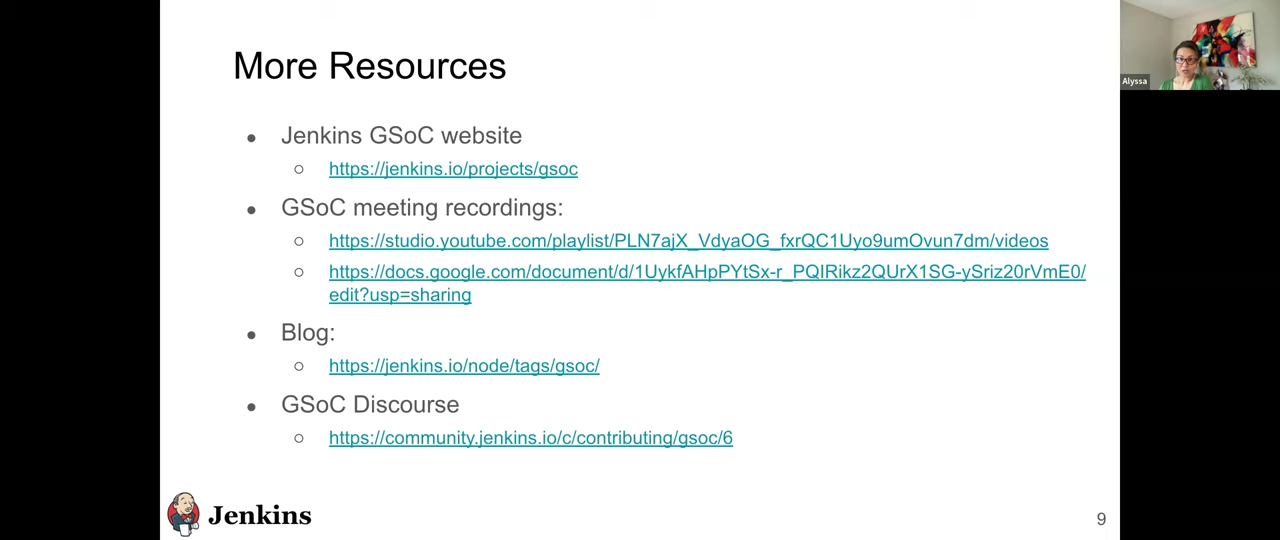 More Resources
Alyssa
● Jenkins GSoC website
○ https://jenkins.io/projects/gsoc
● GSoC meeting recordings:
○ https://studio.youtube.com/playlist/PLN7ajX_VdyaOG_fxrQC1Uyo9umOvun7dm/videos
○ https://docs.google.com/document/d/1UykfAHpPYtSx-r_PQIRikz2QUrX1SG-ySriz20rVmE0/
edit?usp=sharing
● Blog:
○ https://jenkins.io/node/tags/gsoc/
● GSoC Discourse
○ https://community.jenkins.io/c/contributing/gsoc/6
Jenkins
9